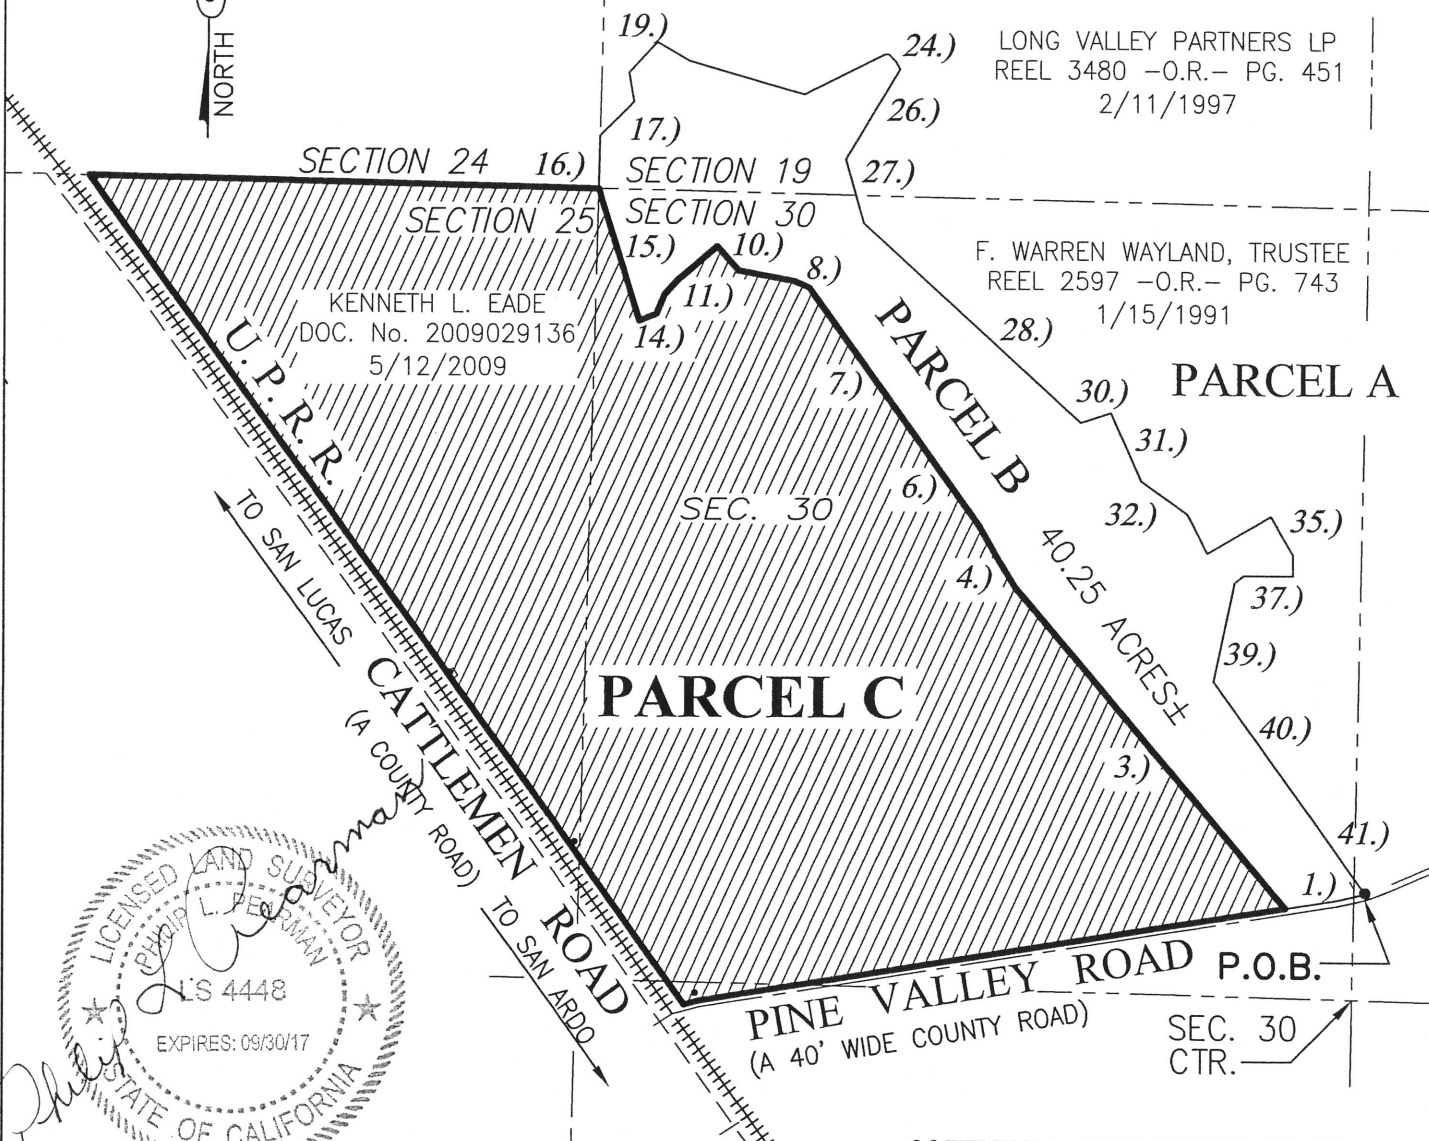 NORTH
19.)
24.)
LONG VALLEY PARTNERS LP
REEL 3480 -O.R.- PG. 451
2/11/1997
26.)
17.)
SECTION 24
16.)
SECTION 19
27.)
SECTION 25
SECTION 30
15.)
10.)
8.)
F. WARREN WAYLAND, TRUSTEE
REEL 2597 -O.R.- PG. 743
1/15/1991
11.)
KENNETH L. EADE
DOC. No. 2009029136
5/12/2009
14.)
28.)
U. P. R. R.
7.)
PARCEL B
PARCEL A
30.)
31.)
6.)
SEC. 30
32.)
35.)
TO SAN LUCAS
4.)
40.25 ACRES±
37.)
39.)
PARCEL C
CATTLEMEN ROAD
(A COUNTY ROAD)
40.)
3.)
41.)
1.)
TO SAN ARDO
PINE VALLEY ROAD
(A 40' WIDE COUNTY ROAD)
P.O.B.
SEC. 30
CTR.
LICENSED LAND SURVEYOR
PHILIP L. PEARMAN
LS 4448
EXPIRES: 09/30/17
STATE OF CALIFORNIA
Philip L Pearman